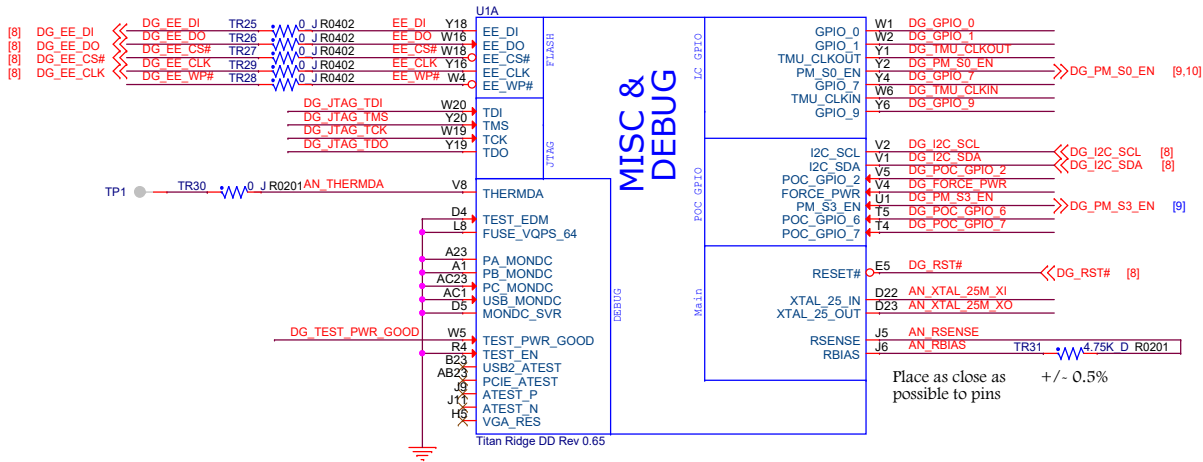 U1A
[8] DG_EE_DI DG_EE_DI TR25 0_J R0402 EE_DI Y18 EE_DI
[8] DG_EE_DO DG_EE_DO TR26 0_J R0402 EE_DO W16 EE_DO
[8] DG_EE_CS# DG_EE_CS# TR27 0_J R0402 EE_CS# W18 EE_CS#
[8] DG_EE_CLK DG_EE_CLK TR29 0_J R0402 EE_CLK Y16 EE_CLK
DG_EE_WP# TR28 0_J R0402 EE_WP# W4 EE_WP#
FLASH
DG_JTAG_TDI W20 TDI
DG_JTAG_TMS Y20 TMS
DG_JTAG_TCK W19 TCK
DG_JTAG_TDO Y19 TDO
JTAG
TP1 TR30 0_J R0201 AN_THERMDA V8 THERMDA
D4 TEST_EDM
L8 FUSE_VQPS_64
A23 PA_MONDC
A1 PB_MONDC
AC23 PC_MONDC
AC1 USB_MONDC
D5 MONDC_SVR
DG_TEST_PWR_GOOD W5 TEST_PWR_GOOD
R4 TEST_EN
B23 USB2_ATEST
AB23 PCIE_ATEST
J9 ATEST_P
J11 ATEST_N
H5 VGA_RES
DEBUG
Titan Ridge DD Rev 0.65
MISC &
DEBUG
LC GPIO
GPIO_0 W1 DG_GPIO_0
GPIO_1 W2 DG_GPIO_1
TMU_CLKOUT Y1 DG_TMU_CLKOUT
PM_S0_EN Y2 DG_PM_S0_EN DG_PM_S0_EN [9,10]
GPIO_7 Y4 DG_GPIO_7
TMU_CLKIN W6 DG_TMU_CLKIN
GPIO_9 Y6 DG_GPIO_9
POC GPIO
I2C_SCL V2 DG_I2C_SCL DG_I2C_SCL [8]
I2C_SDA V1 DG_I2C_SDA DG_I2C_SDA [8]
POC_GPIO_2 V5 DG_POC_GPIO_2
FORCE_PWR V4 DG_FORCE_PWR
PM_S3_EN U1 DG_PM_S3_EN DG_PM_S3_EN [9]
POC_GPIO_6 T5 DG_POC_GPIO_6
POC_GPIO_7 T4 DG_POC_GPIO_7
Main
RESET# E5 DG_RST# DG_RST# [8]
XTAL_25_IN D22 AN_XTAL_25M_XI
XTAL_25_OUT D23 AN_XTAL_25M_XO
RSENSE J5 AN_RSENSE
RBIAS J6 AN_RBIAS TR31 4.75K_D R0201
Place as close as +/- 0.5%
possible to pins